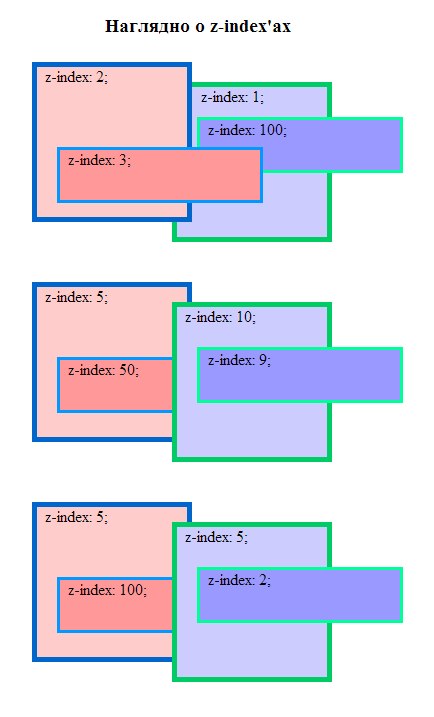 Наглядно о z-index'ах
z-index: 2;
z-index: 1;
z-index: 100;
z-index: 3;
z-index: 5;
z-index: 10;
z-index: 9;
z-index: 50;
z-index: 5;
z-index: 5;
z-index: 2;
z-index: 100;